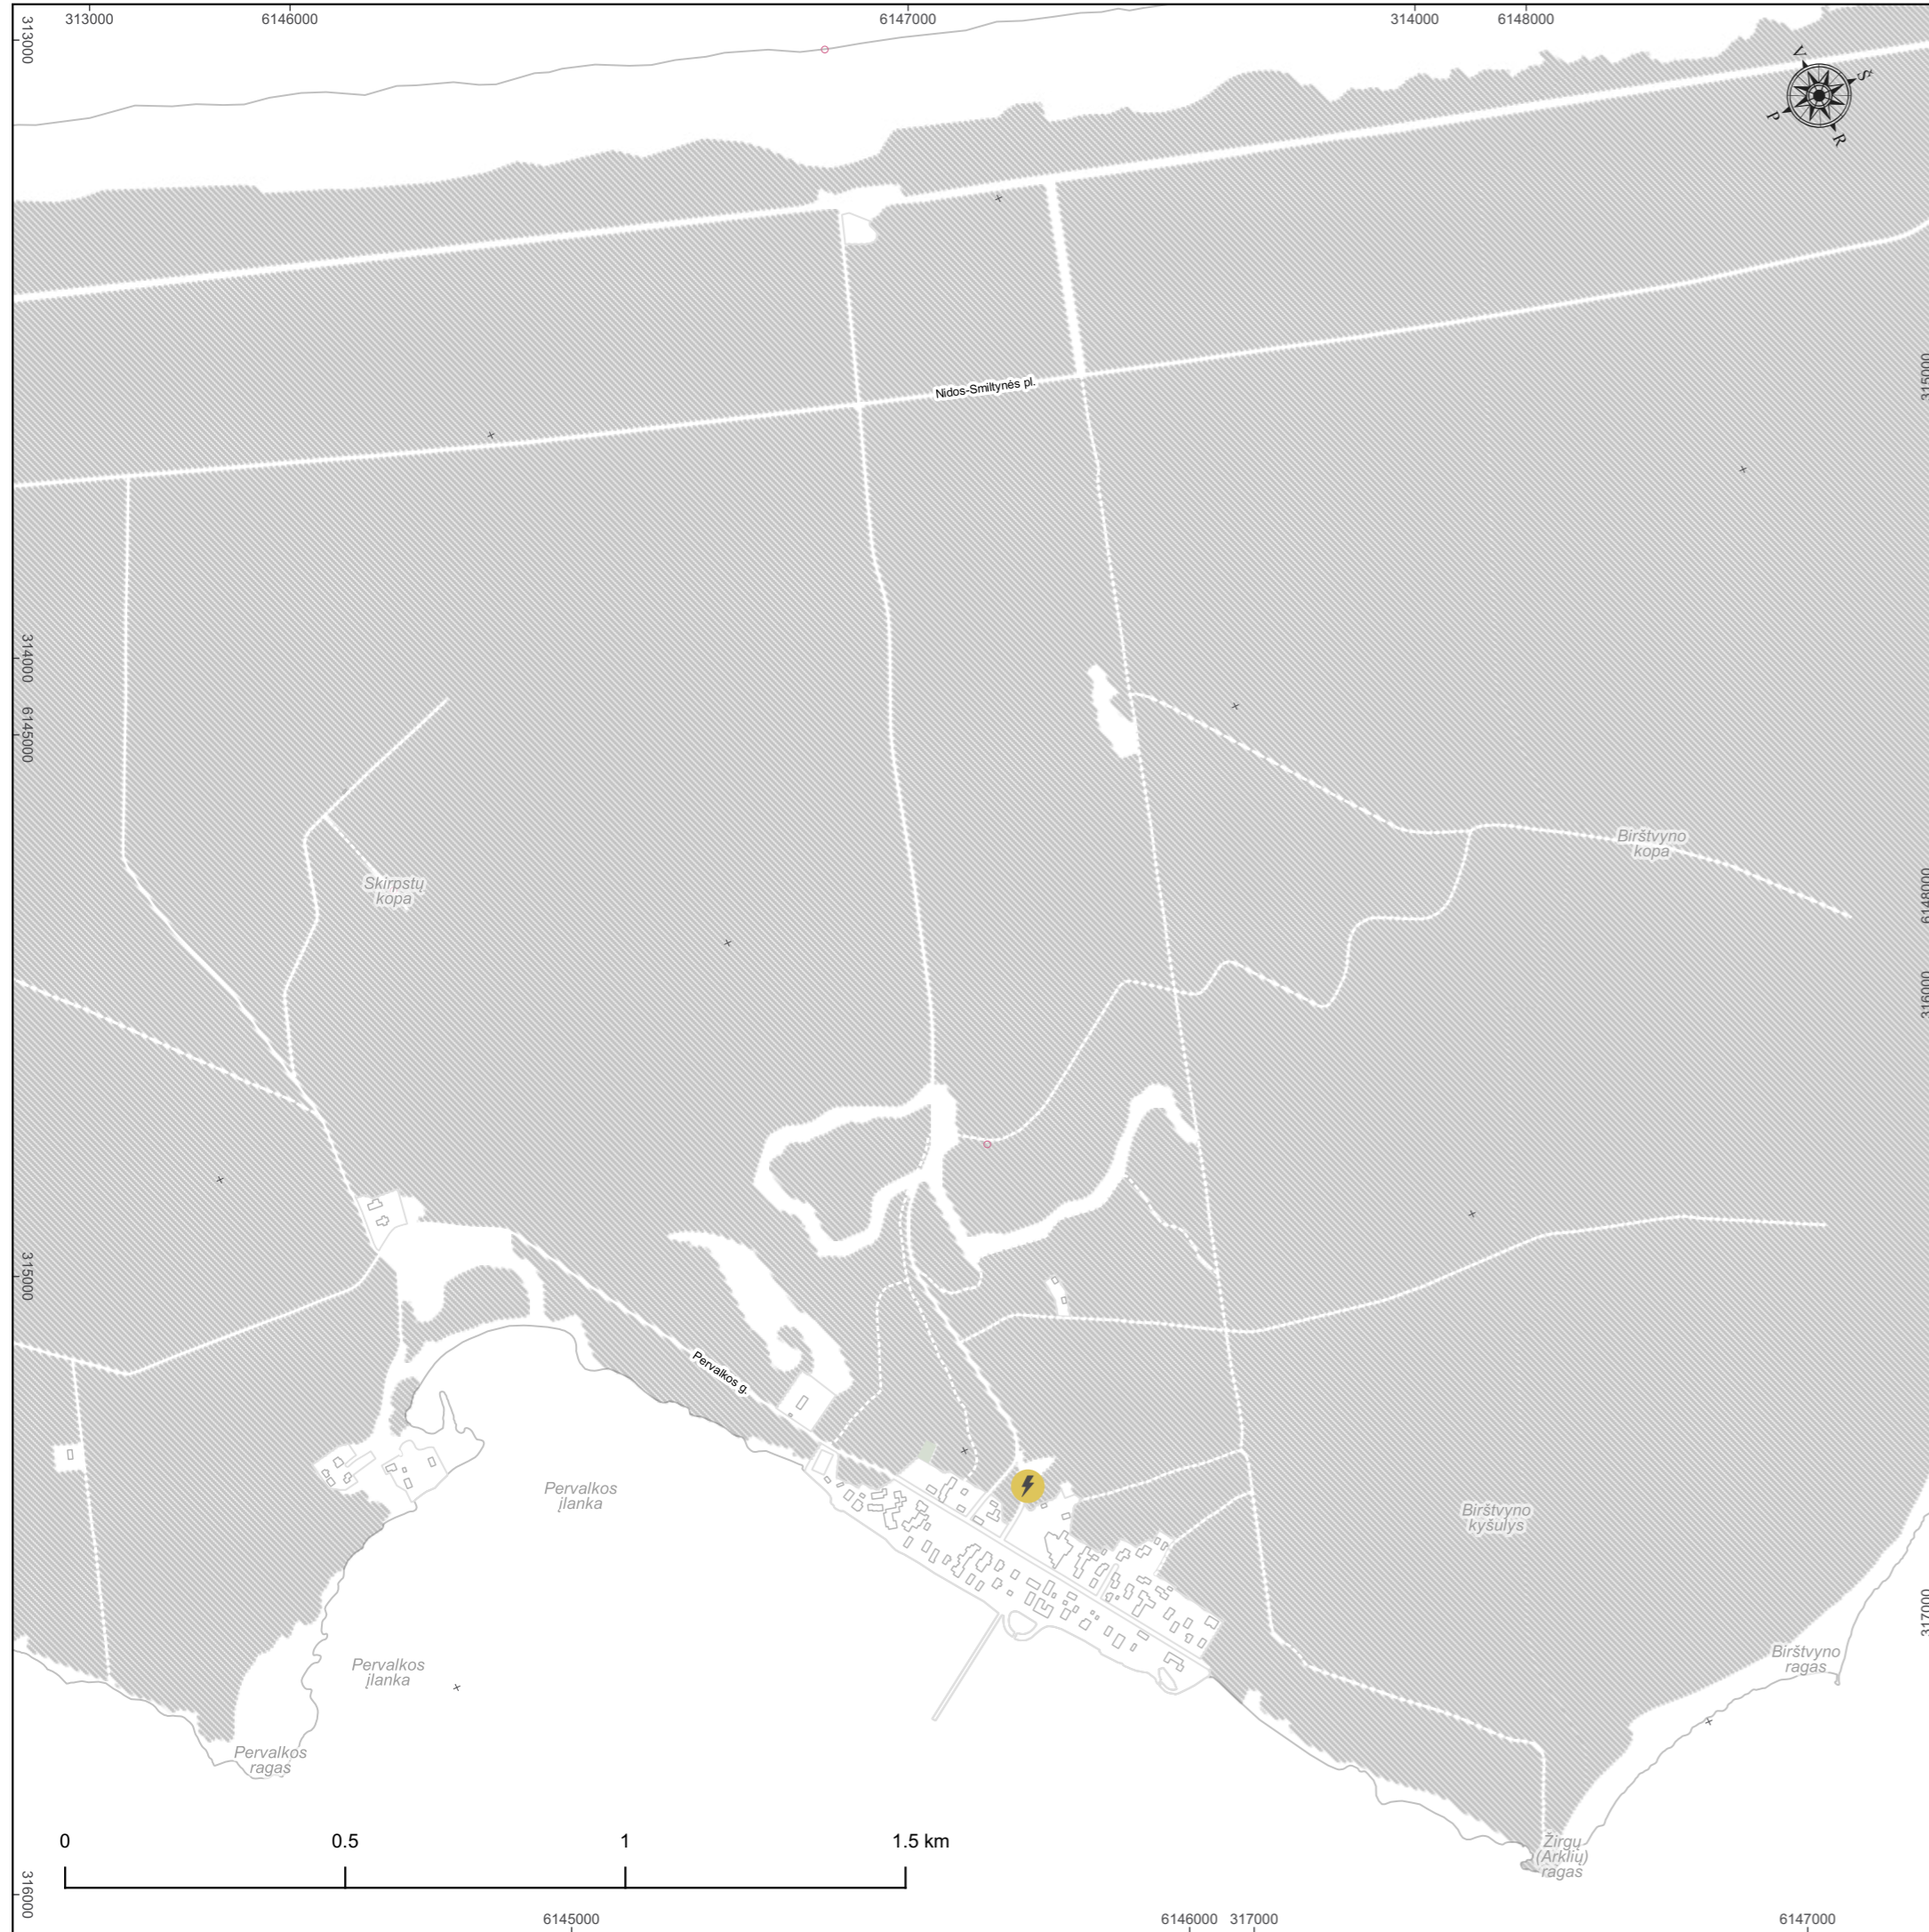 313000
6146000
6147000
314000
6148000
313000
V
Š
P
R
315000
Nidos-Smiltynės pl.
314000
6145000
Birštvyno
kopa
Skirpstų
kopa
6148000
316000
315000
Pervalkos g.
Pervalkos
įlanka
Birštvyno
kyšulys
317000
Pervalkos
įlanka
Birštvyno
ragas
Pervalkos
ragas
0
0.5
1
1.5 km
Žirgų
(Arklių)
ragas
316000
6145000
6146000
317000
6147000